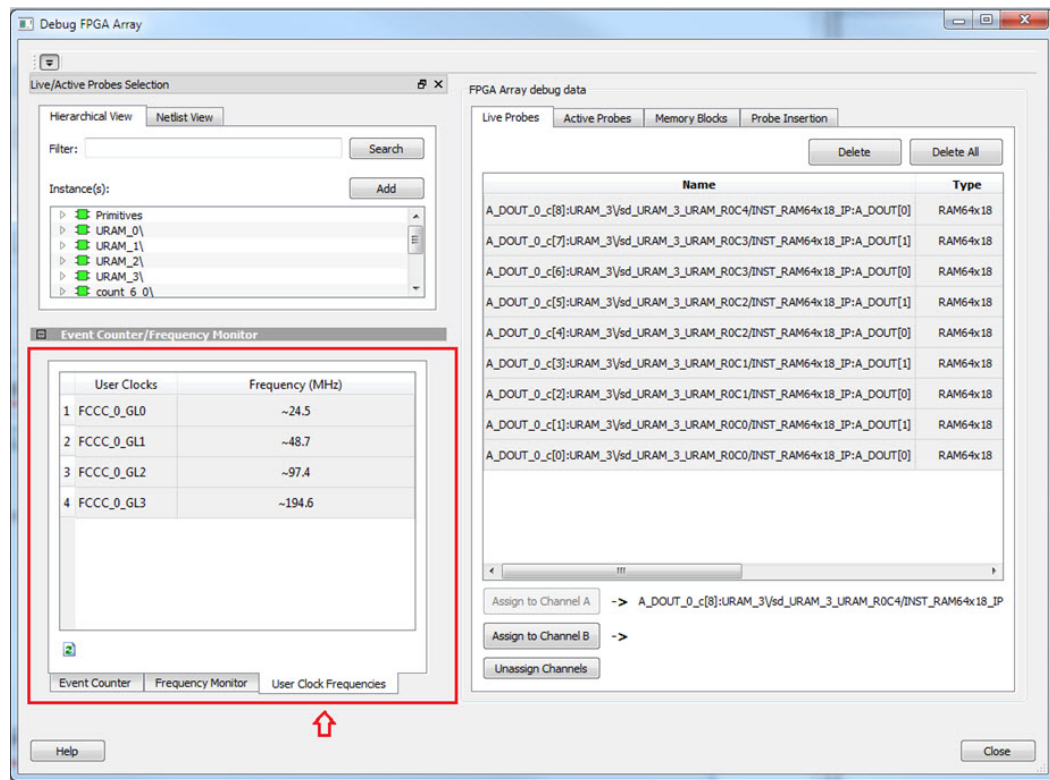 Debug FPGA Array
Live/Active Probes Selection
Hierarchical View Netlist View
Filter: Search
Instance(s): Add
Primitives
URAM_0\
URAM_1\
URAM_2\
URAM_3\
count_6_0\
Event Counter/Frequency Monitor
User Clocks Frequency (MHz)
1 FCCC_0_GL0 ~24.5
2 FCCC_0_GL1 ~48.7
3 FCCC_0_GL2 ~97.4
4 FCCC_0_GL3 ~194.6
Event Counter Frequency Monitor User Clock Frequencies
FPGA Array debug data
Live Probes Active Probes Memory Blocks Probe Insertion
Delete Delete All
Name Type
A_DOUT_0_c[8]:URAM_3\/sd_URAM_3_URAM_R0C4/INST_RAM64x18_IP:A_DOUT[0] RAM64x18
A_DOUT_0_c[7]:URAM_3\/sd_URAM_3_URAM_R0C3/INST_RAM64x18_IP:A_DOUT[1] RAM64x18
A_DOUT_0_c[6]:URAM_3\/sd_URAM_3_URAM_R0C3/INST_RAM64x18_IP:A_DOUT[0] RAM64x18
A_DOUT_0_c[5]:URAM_3\/sd_URAM_3_URAM_R0C2/INST_RAM64x18_IP:A_DOUT[1] RAM64x18
A_DOUT_0_c[4]:URAM_3\/sd_URAM_3_URAM_R0C2/INST_RAM64x18_IP:A_DOUT[0] RAM64x18
A_DOUT_0_c[3]:URAM_3\/sd_URAM_3_URAM_R0C1/INST_RAM64x18_IP:A_DOUT[1] RAM64x18
A_DOUT_0_c[2]:URAM_3\/sd_URAM_3_URAM_R0C1/INST_RAM64x18_IP:A_DOUT[0] RAM64x18
A_DOUT_0_c[1]:URAM_3\/sd_URAM_3_URAM_R0C0/INST_RAM64x18_IP:A_DOUT[1] RAM64x18
A_DOUT_0_c[0]:URAM_3\/sd_URAM_3_URAM_R0C0/INST_RAM64x18_IP:A_DOUT[0] RAM64x18
Assign to Channel A -> A_DOUT_0_c[8]:URAM_3\/sd_URAM_3_URAM_R0C4/INST_RAM64x18_IP
Assign to Channel B ->
Unassign Channels
Help Close